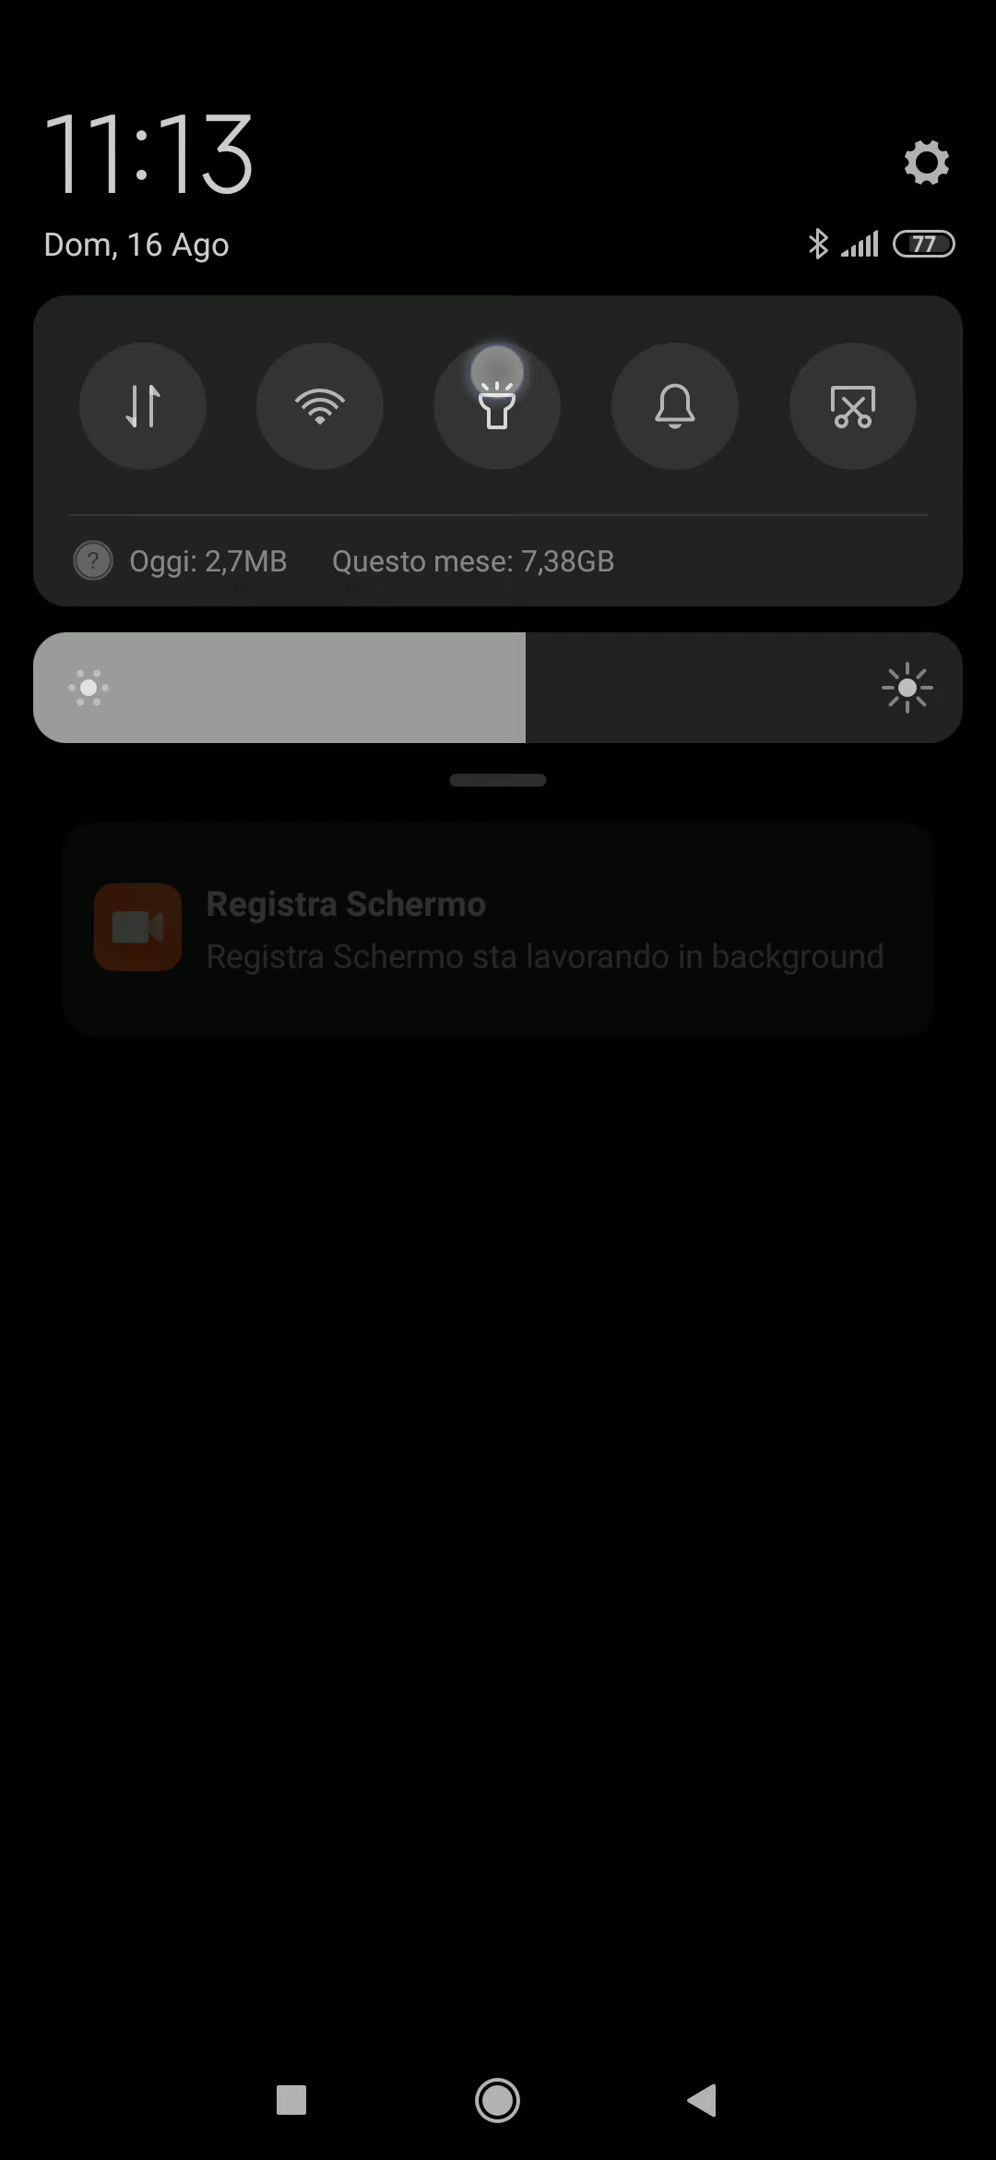 11:13
Dom, 16 Ago
77
Oggi: 2,7MB Questo mese: 7,38GB
Registra Schermo
Registra Schermo sta lavorando in background